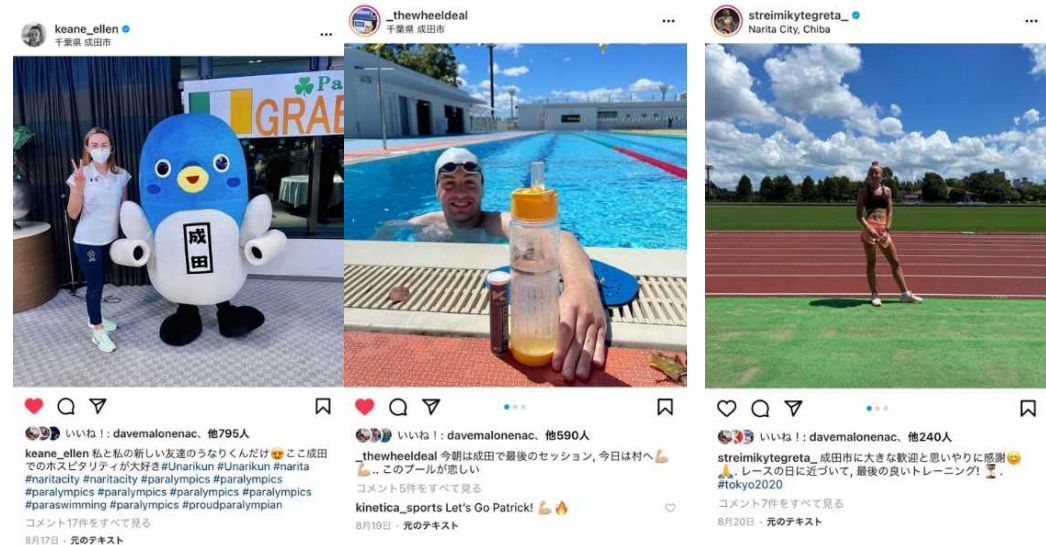 keane_ellen
千葉県 成田市
Pa
GRAE
成田
いいね！: davemalonenac、他795人
keane_ellen 私と私の新しい友達のうなりくんだけ😍ここ成田
でのホスピタリティが大好き#Unarikun #Unarikun #narita
#naritacity #naritacity #paralympics #paralympics
#paralympics #paralympics #paralympics #paralympics
#paraswimming #paralympics #proudparalympian
コメント17件をすべて見る
8月17日・元のテキスト
_thewheeldeal
千葉県 成田市
いいね！: davemalonenac、他590人
_thewheeldeal 今朝は成田で最後のセッション, 今日は村へ💪🏼
💪🏼.. このプールが恋しい
コメント5件をすべて見る
kinetica_sports Let's Go Patrick! 💪🏼🔥
8月19日・元のテキスト
streimikytegreta_
Narita City, Chiba
いいね！: davemalonenac、他240人
streimikytegreta_ 成田市に大きな歓迎と思いやりに感謝😊
🙏. レースの日に近づいて, 最後の良いトレーニング! ⏳.
#tokyo2020
コメント7件をすべて見る
8月20日・元のテキスト